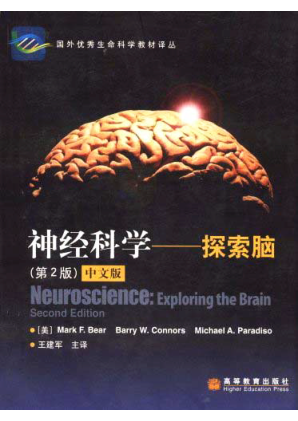 国外优秀生命科学教材译丛
神经科学——探索脑
(第2版) 中文版
Neuroscience: Exploring the Brain
Second Edition
[美] Mark F. Bear Barry W. Connors Michael A. Paradiso
王建军 主译
高等教育出版社
Higher Education Press